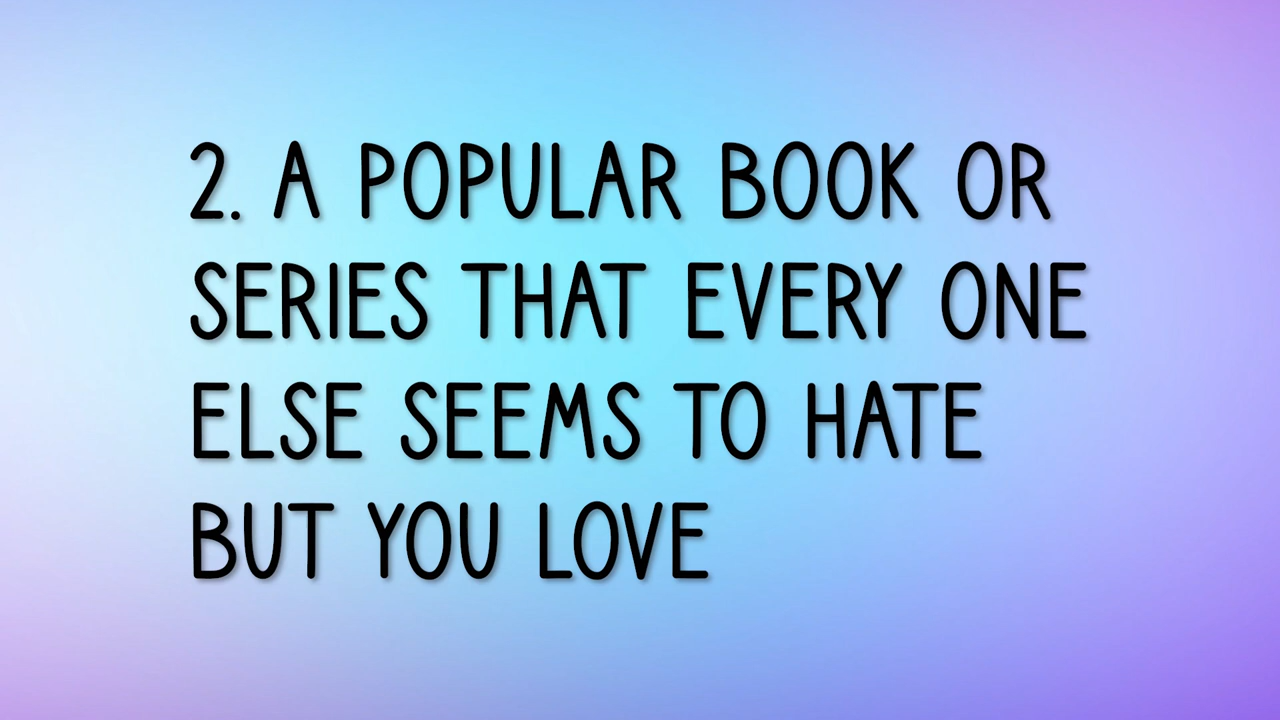 2. A POPULAR BOOK OR
SERIES THAT EVERY ONE
ELSE SEEMS TO HATE
BUT YOU LOVE